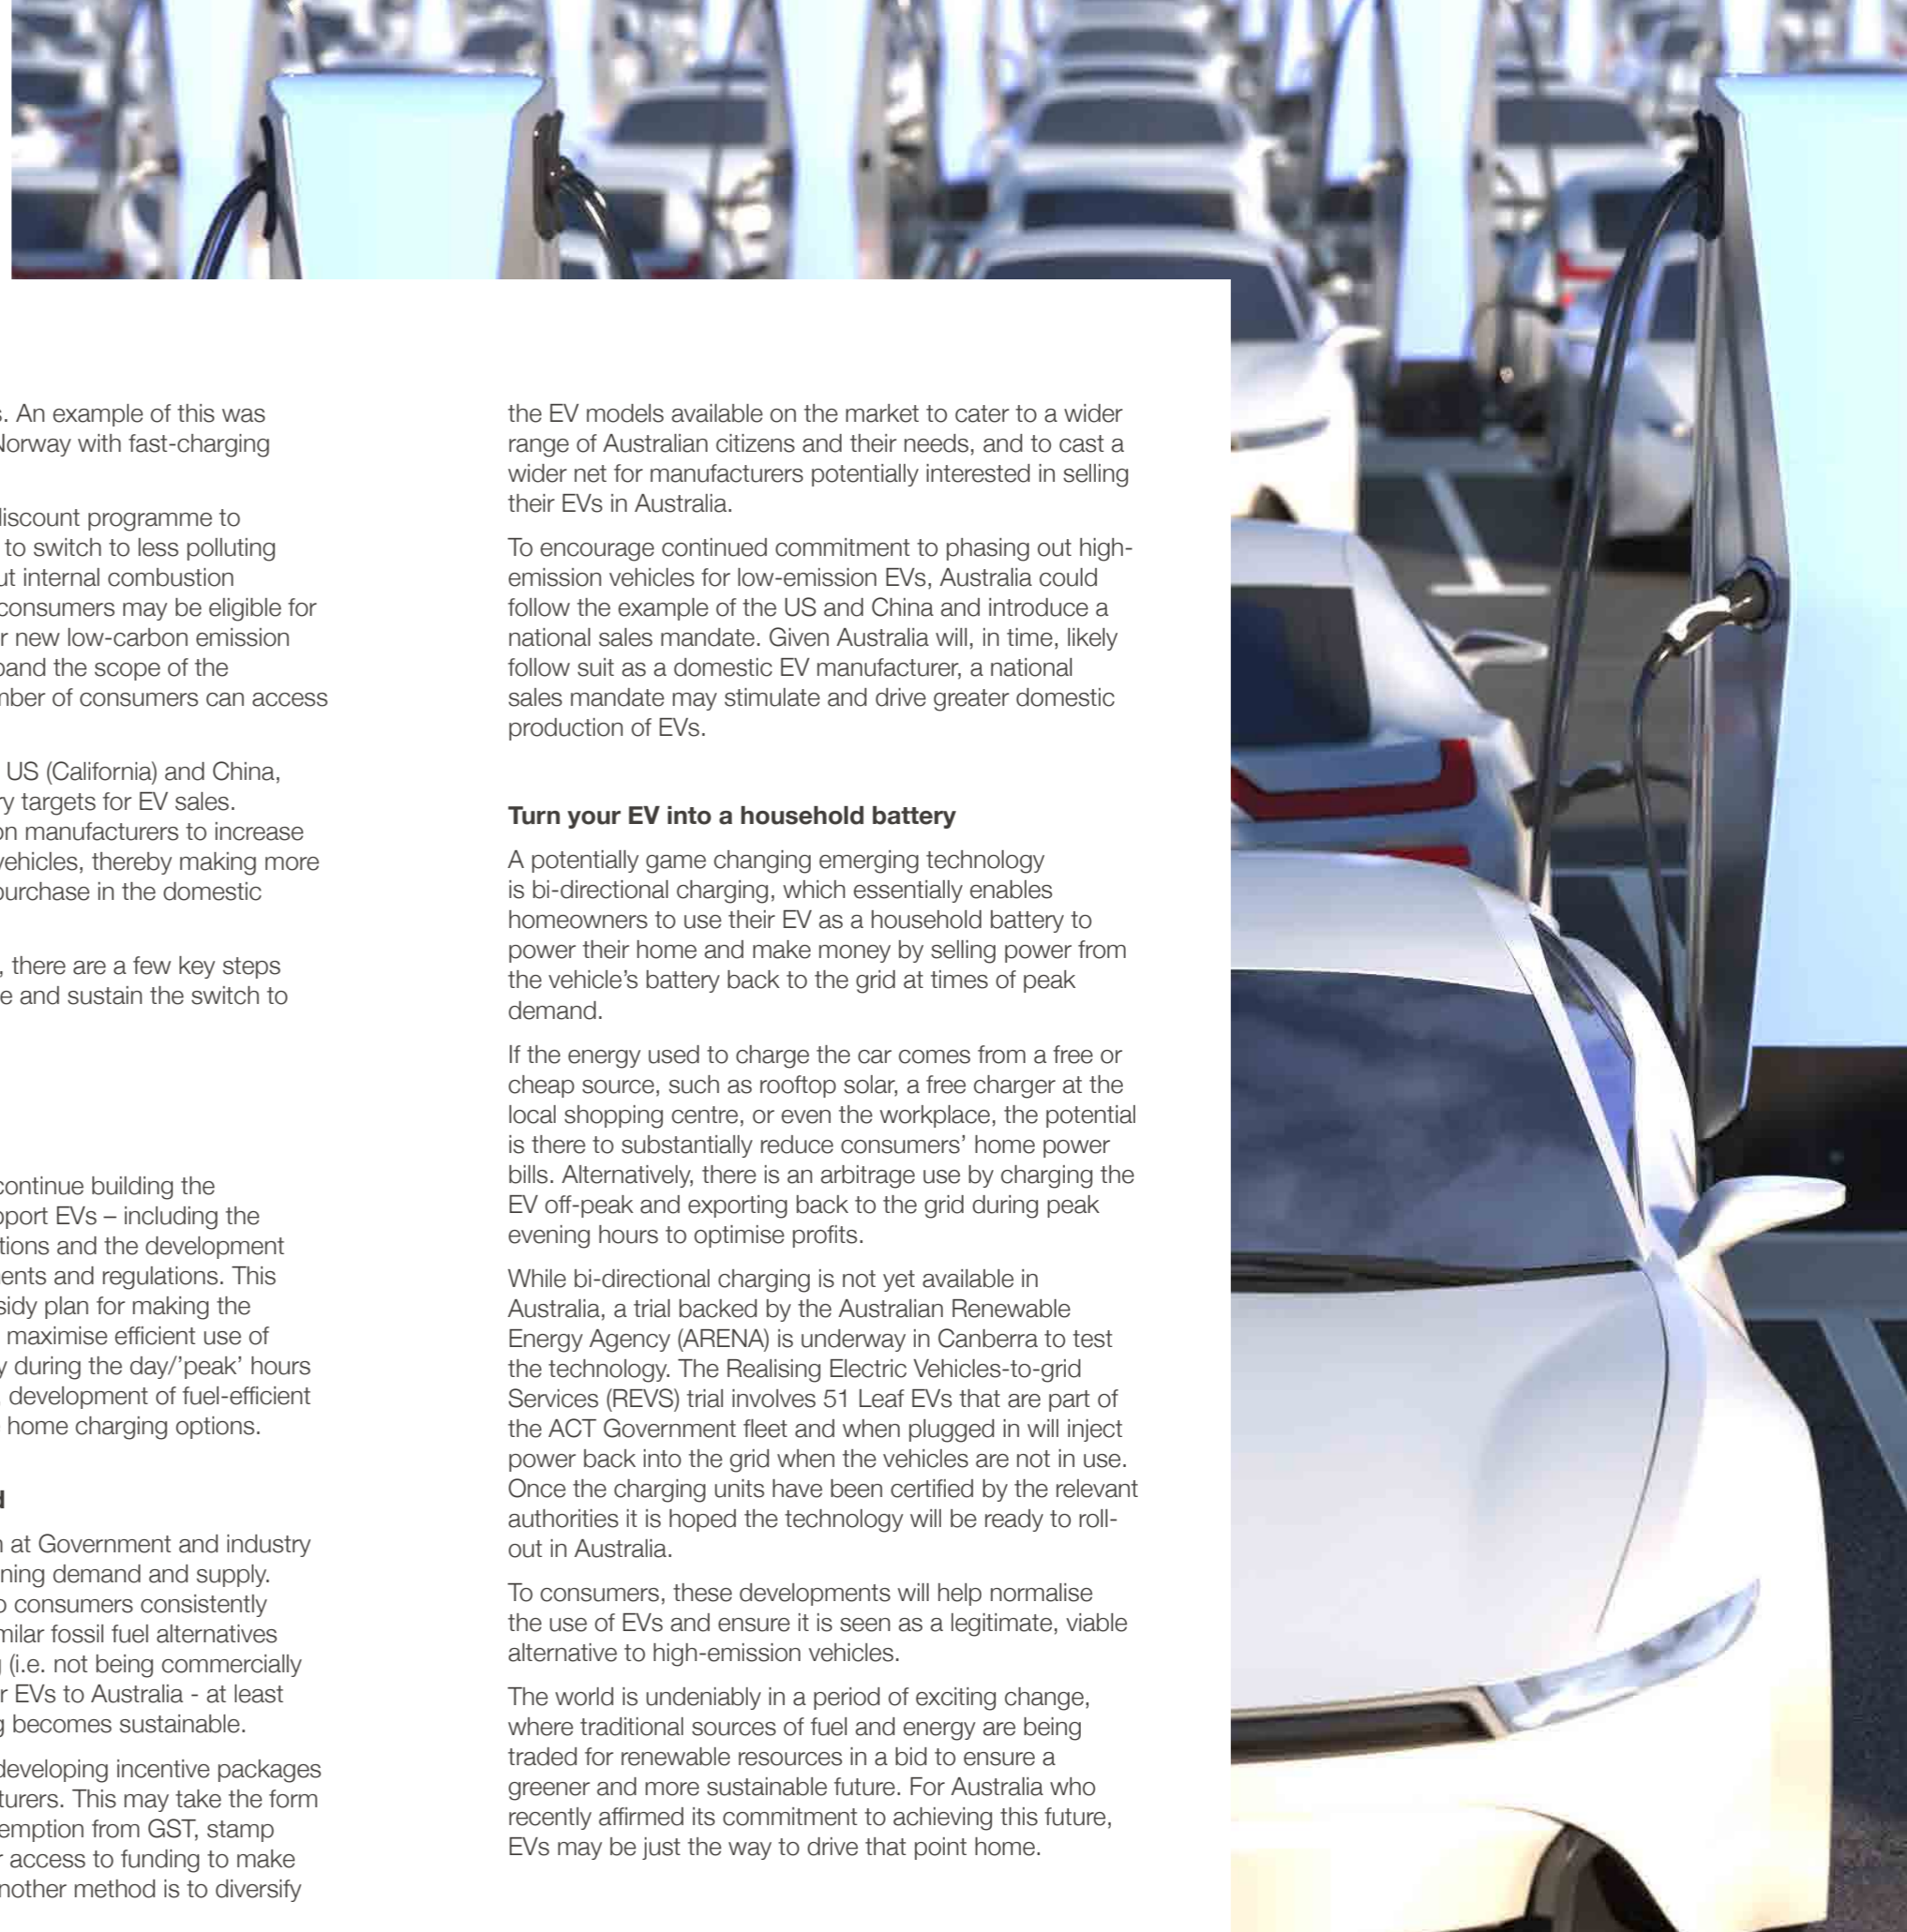 . An example of this was
Norway with fast-charging
discount programme to
to switch to less polluting
internal combustion
consumers may be eligible for
new low-carbon emission
the scope of the
of consumers can access
US (California) and China,
targets for EV sales.
manufacturers to increase
vehicles, thereby making more
purchase in the domestic
, there are a few key steps
and sustain the switch to
continue building the
EVs – including the
and the development
and regulations. This
plan for making the
maximise efficient use of
during the day/'peak' hours
development of fuel-efficient
home charging options.
at Government and industry
demand and supply.
consumers consistently
fossil fuel alternatives
(i.e. not being commercially
EVs to Australia - at least
becomes sustainable.
developing incentive packages
This may take the form
from GST, stamp
access to funding to make
method is to diversify
the EV models available on the market to cater to a wider
range of Australian citizens and their needs, and to cast a
wider net for manufacturers potentially interested in selling
their EVs in Australia.
To encourage continued commitment to phasing out high-
emission vehicles for low-emission EVs, Australia could
follow the example of the US and China and introduce a
national sales mandate. Given Australia will, in time, likely
follow suit as a domestic EV manufacturer, a national
sales mandate may stimulate and drive greater domestic
production of EVs.
Turn your EV into a household battery
A potentially game changing emerging technology
is bi-directional charging, which essentially enables
homeowners to use their EV as a household battery to
power their home and make money by selling power from
the vehicle's battery back to the grid at times of peak
demand.
If the energy used to charge the car comes from a free or
cheap source, such as rooftop solar, a free charger at the
local shopping centre, or even the workplace, the potential
is there to substantially reduce consumers' home power
bills. Alternatively, there is an arbitrage use by charging the
EV off-peak and exporting back to the grid during peak
evening hours to optimise profits.
While bi-directional charging is not yet available in
Australia, a trial backed by the Australian Renewable
Energy Agency (ARENA) is underway in Canberra to test
the technology. The Realising Electric Vehicles-to-grid
Services (REVS) trial involves 51 Leaf EVs that are part of
the ACT Government fleet and when plugged in will inject
power back into the grid when the vehicles are not in use.
Once the charging units have been certified by the relevant
authorities it is hoped the technology will be ready to roll-
out in Australia.
To consumers, these developments will help normalise
the use of EVs and ensure it is seen as a legitimate, viable
alternative to high-emission vehicles.
The world is undeniably in a period of exciting change,
where traditional sources of fuel and energy are being
traded for renewable resources in a bid to ensure a
greener and more sustainable future. For Australia who
recently affirmed its commitment to achieving this future,
EVs may be just the way to drive that point home.